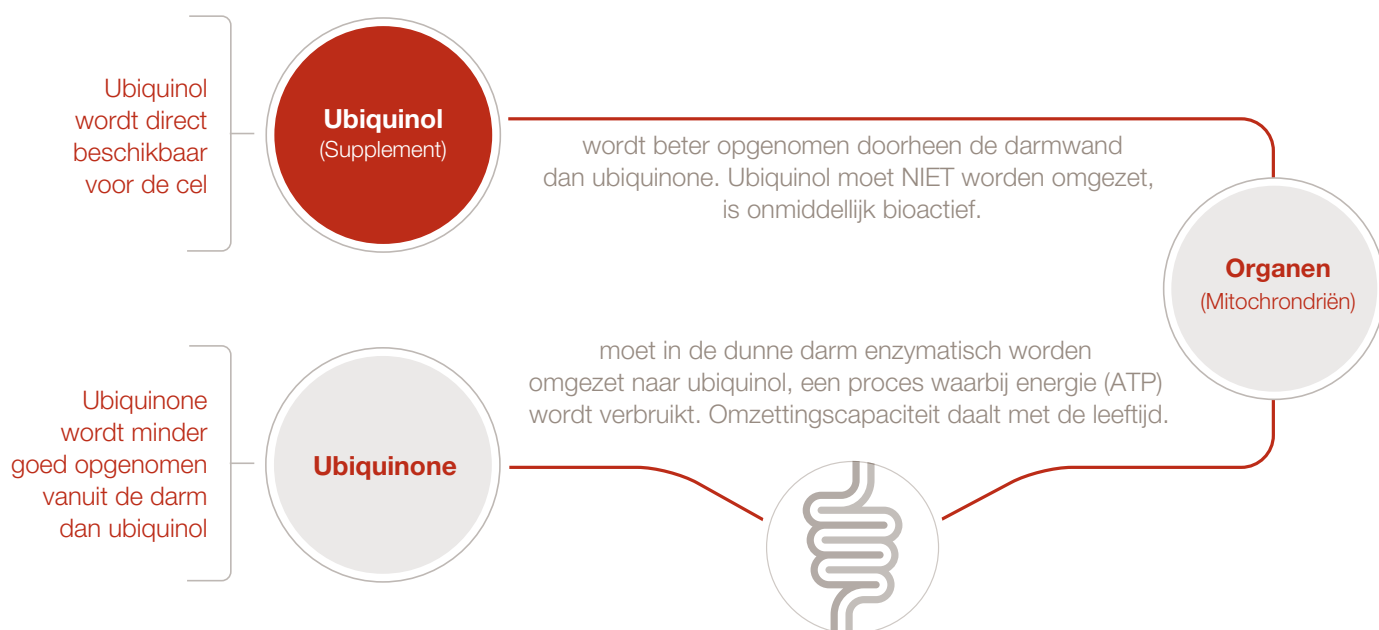 Ubiquinol
wordt direct
beschikbaar
voor de cel
Ubiquinol
(Supplement)
wordt beter opgenomen doorheen de darmwand
dan ubiquinone. Ubiquinol moet NIET worden omgezet,
is onmiddellijk bioactief.
Organen
(Mitochrondriën)
Ubiquinone
wordt minder
goed opgenomen
vanuit de darm
dan ubiquinol
Ubiquinone
moet in de dunne darm enzymatisch worden
omgezet naar ubiquinol, een proces waarbij energie (ATP)
wordt verbruikt. Omzettingscapaciteit daalt met de leeftijd.